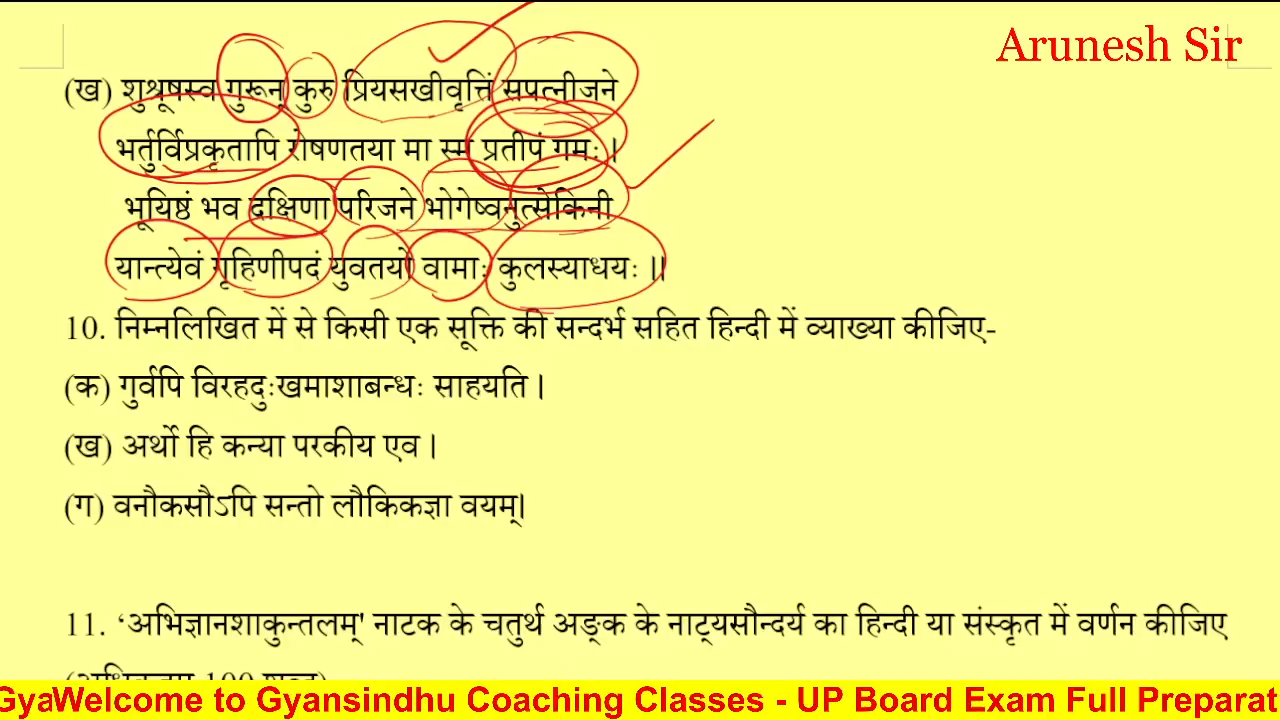 Arunesh Sir
(ख) शुश्रूषस्व गुरून् कुरु प्रियसखीवृत्तिं सपत्नीजने
भर्तुर्विप्रकृतापि रोषणतया मा स्म प्रतीपं गमः ।
भूयिष्ठं भव दक्षिणा परिजने भोगेष्वनुत्सेकिनी
यान्त्येवं गृहिणीपदं युवतयो वामाः कुलस्याधयः ॥
10. निम्नलिखित में से किसी एक सूक्ति की सन्दर्भ सहित हिन्दी में व्याख्या कीजिए-
(क) गुर्वपि विरहदुःखमाशाबन्धः साहयति ।
(ख) अर्थो हि कन्या परकीय एव ।
(ग) वनौकसौऽपि सन्तो लौकिकज्ञा वयम्।
11. ‘अभिज्ञानशाकुन्तलम्' नाटक के चतुर्थ अङ्क के नाट्यसौन्दर्य का हिन्दी या संस्कृत में वर्णन कीजिए
GyaWelcome to Gyansindhu Coaching Classes - UP Board Exam Full Preparat